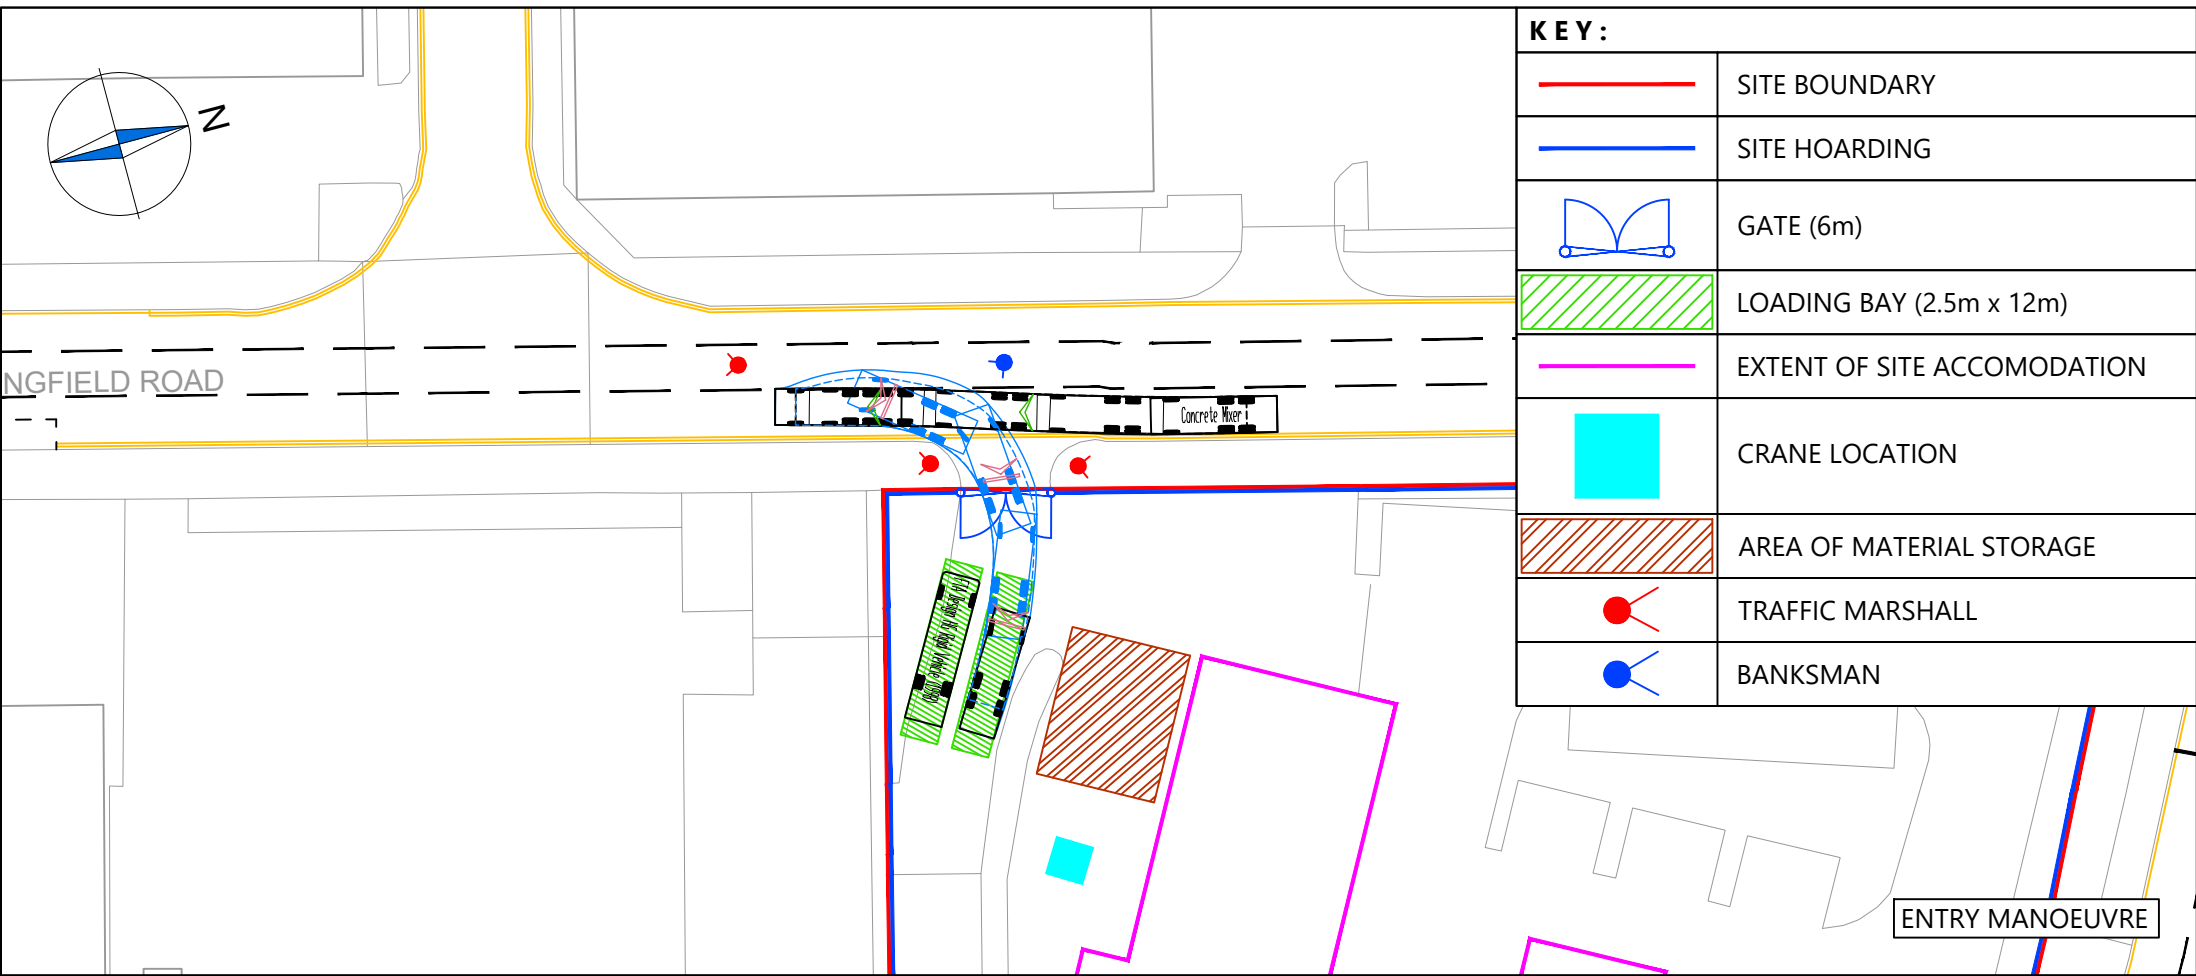 KEY:
SITE BOUNDARY
SITE HOARDING
GATE (6m)
LOADING BAY (2.5m x 12m)
EXTENT OF SITE ACCOMODATION
CRANE LOCATION
AREA OF MATERIAL STORAGE
TRAFFIC MARSHALL
BANKSMAN
N
NGFIELD ROAD
Concrete Mixer
ENTRY MANOEUVRE